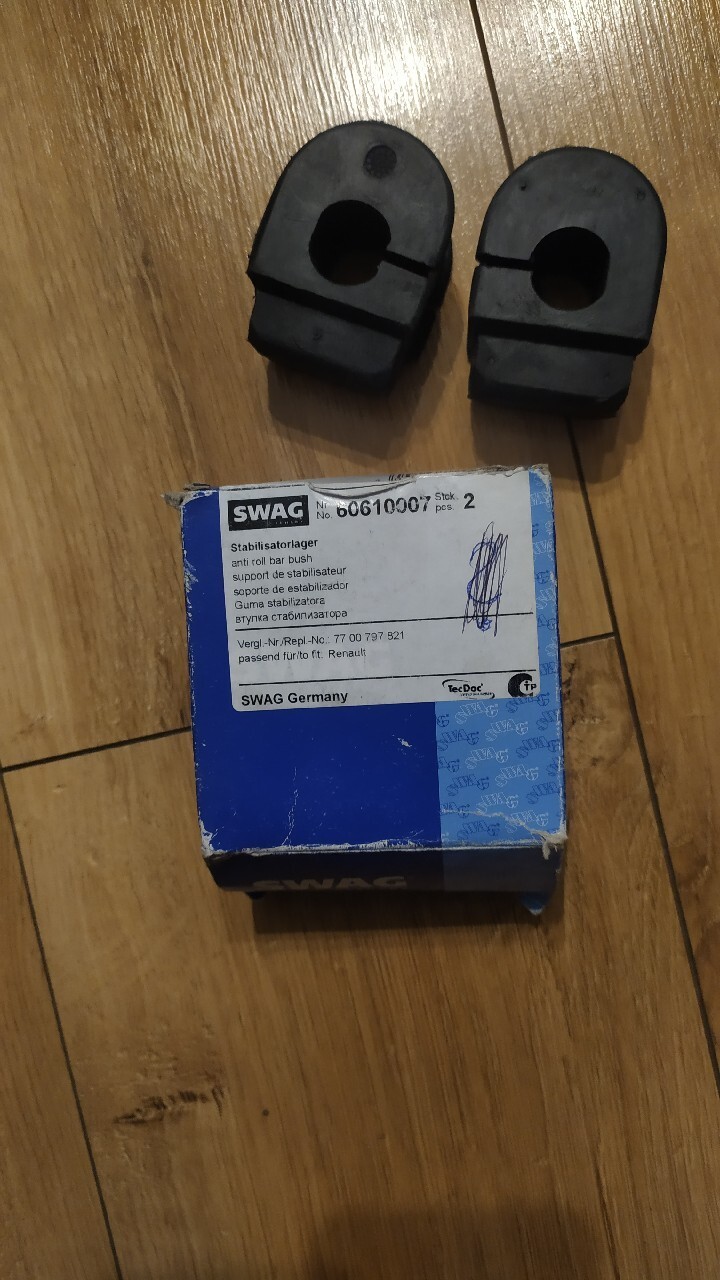 SWAG Nr. No. 60610007 Stck. pcs. 2
Stabilisatorlager
anti roll bar bush
support de stabilisateur
soporte de estabilizador
Guma stabilizatora
втулка стабилизатора
Vergl-Nr./Repl.-No.: 77 00 797 821
passend für/to fit: Renault
SWAG Germany TecDoc CTP
SWAG